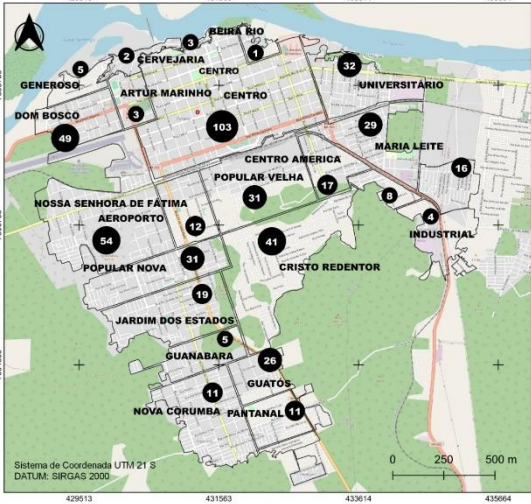 BEIRA RIO
3
2
CERVEJARIA
1
5
CENTRO
32
GENEROSO
UNIVERSITÁRIO
ARTUR MARINHO
CENTRO
DOM BOSCO
3
103
29
49
MARIA LEITE
CENTRO AMERICA
16
POPULAR VELHA
17
NOSSA SENHORA DE FÁTIMA
31
8
AEROPORTO
4
12
INDUSTRIAL
54
41
31
POPULAR NOVA
CRISTO REDENTOR
19
JARDIM DOS ESTADOS
5
GUANABARA
26
GUATÓS
11
NOVA CORUMBA
PANTANAL
11
Sistema de Coordenada UTM 21 S
DATUM: SIRGAS 2000
0 250 500 m
429513 431563 433614 435664